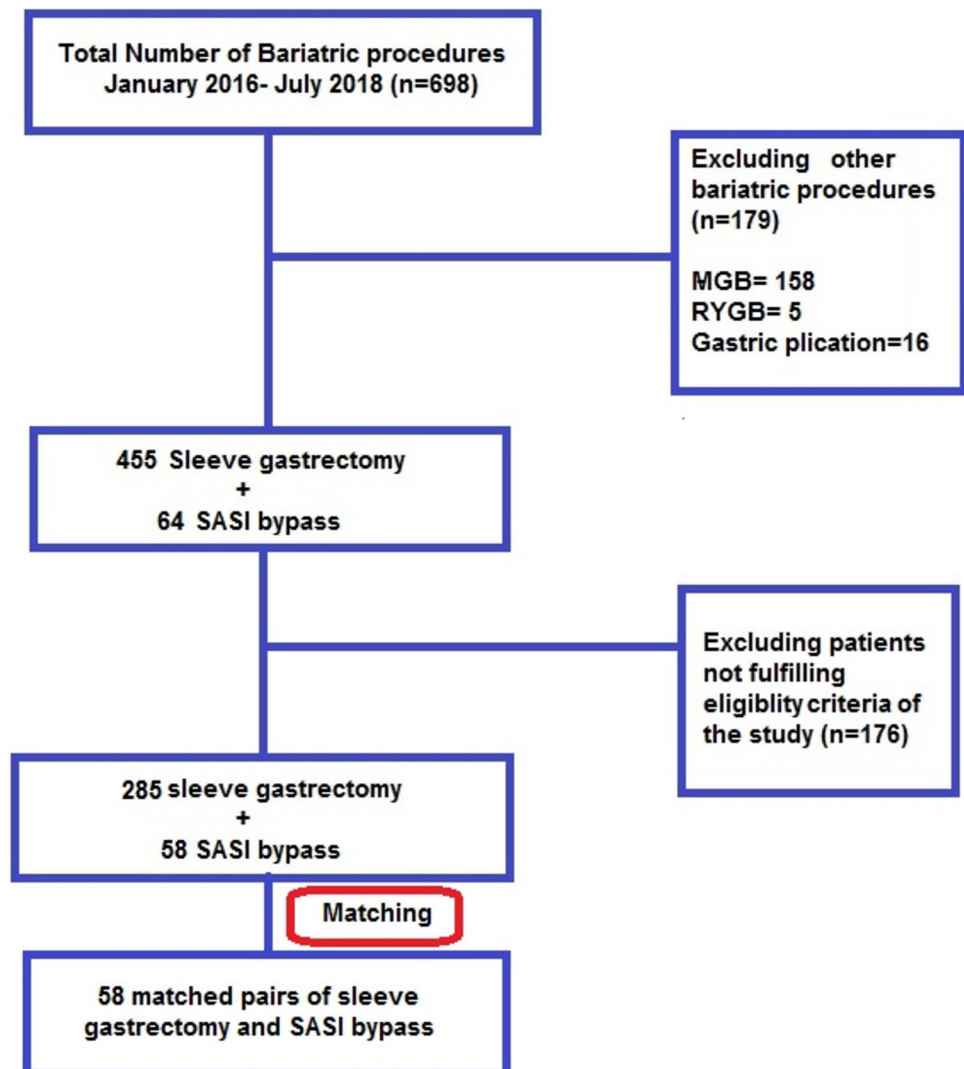 Total Number of Bariatric procedures
January 2016- July 2018 (n=698)
Excluding other
bariatric procedures
(n=179)
MGB= 158
RYGB= 5
Gastric plication=16
455 Sleeve gastrectomy
+
64 SASI bypass
Excluding patients
not fulfilling
eligiblity criteria of
the study (n=176)
285 sleeve gastrectomy
+
58 SASI bypass
Matching
58 matched pairs of sleeve
gastrectomy and SASI bypass